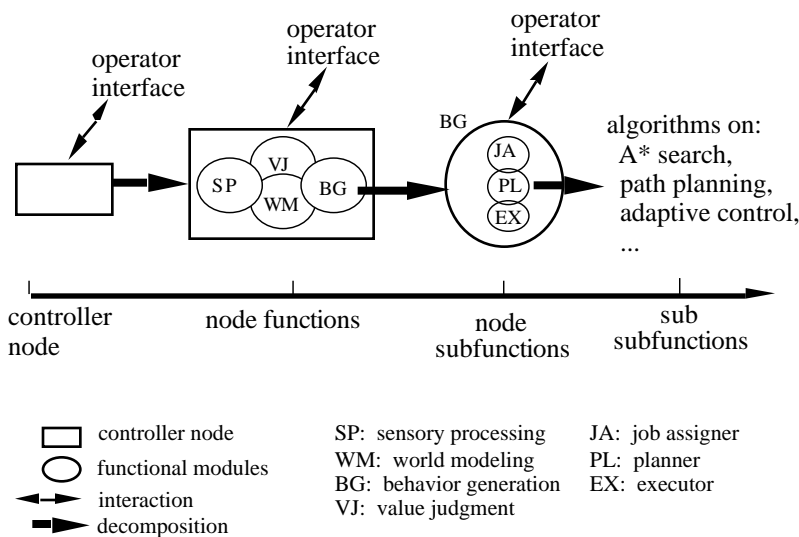 operator
interface
operator
interface
operator
interface
SP
VJ
WM
BG
BG
JA
PL
EX
algorithms on:
A* search,
path planning,
adaptive control,
...
controller
node
node functions
node
subfunctions
sub
subfunctions
controller node
functional modules
interaction
decomposition
SP: sensory processing
WM: world modeling
BG: behavior generation
VJ: value judgment
JA: job assigner
PL: planner
EX: executor